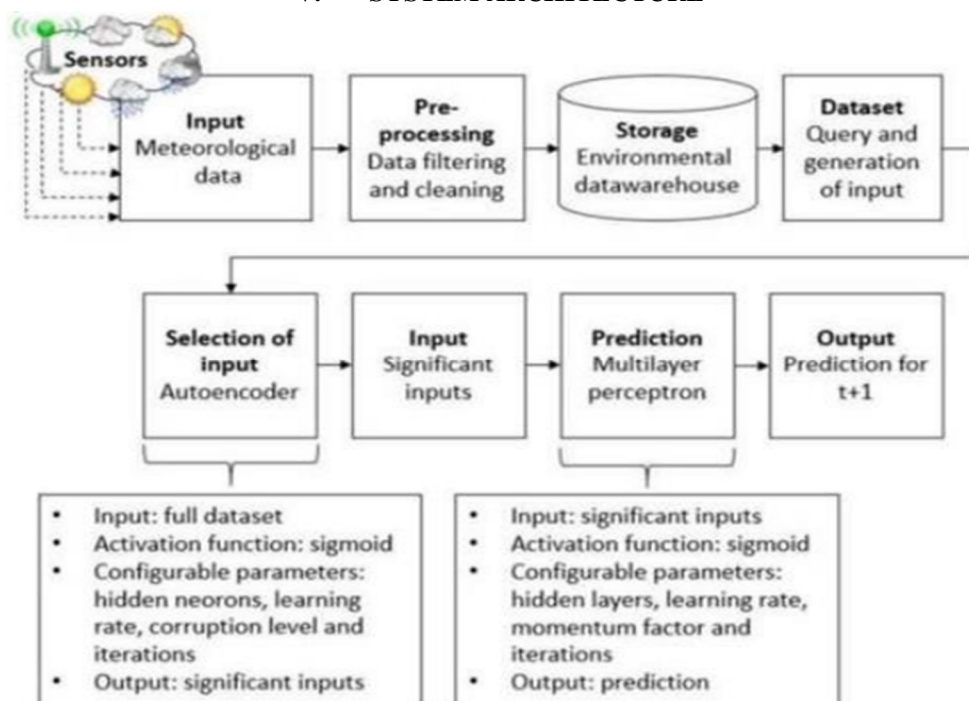 Sensors
Input
Meteorological
data
Pre-
processing
Data filtering
and cleaning
Storage
Environmental
datawarehouse
Dataset
Query and
generation
of input
Selection of
input
Autoencoder
Input
Significant
inputs
Prediction
Multilayer
perceptron
Output
Prediction for
t+1
• Input: full dataset
• Activation function: sigmoid
• Configurable parameters:
hidden neorons, learning
rate, corruption level and
iterations
• Output: significant inputs
• Input: significant inputs
• Activation function: sigmoid
• Configurable parameters:
hidden layers, learning rate,
momentum factor and
iterations
• Output: prediction